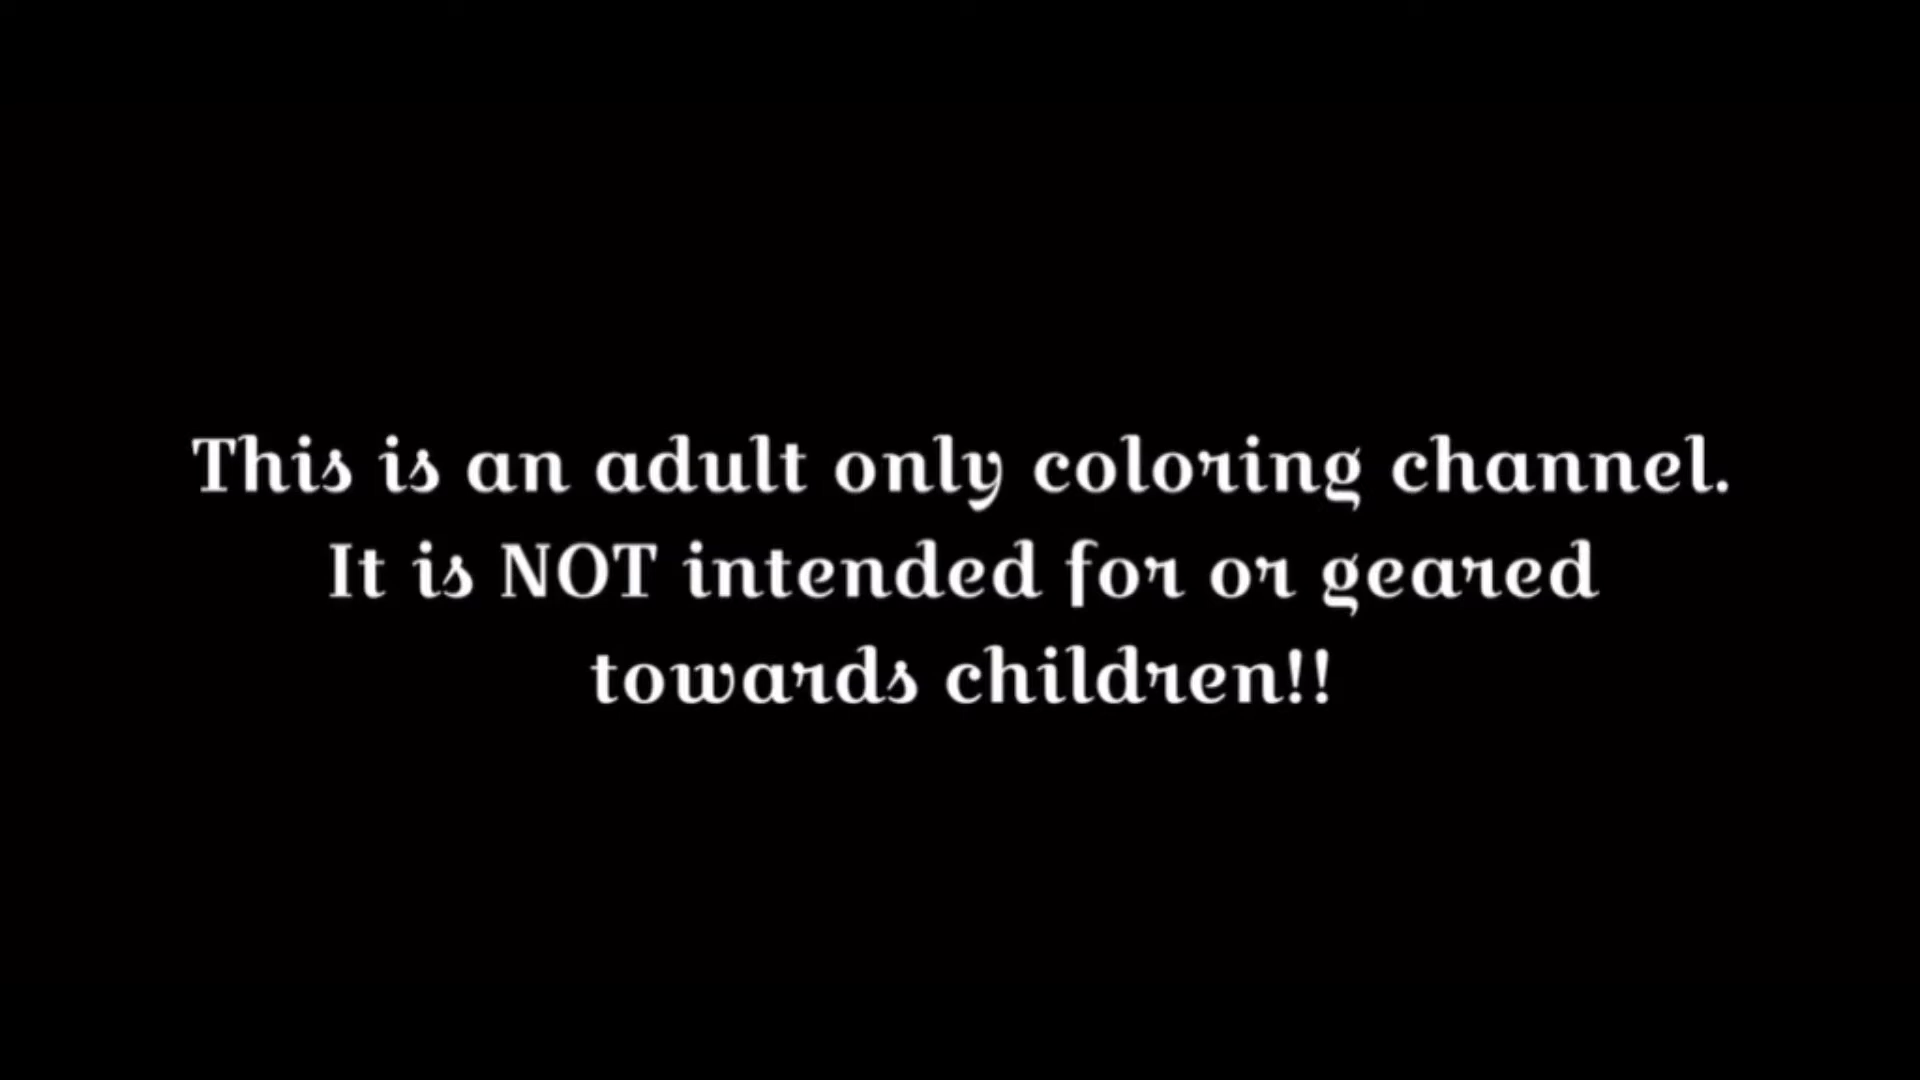 This is an adult only coloring channel.
It is NOT intended for or geared
towards children!!